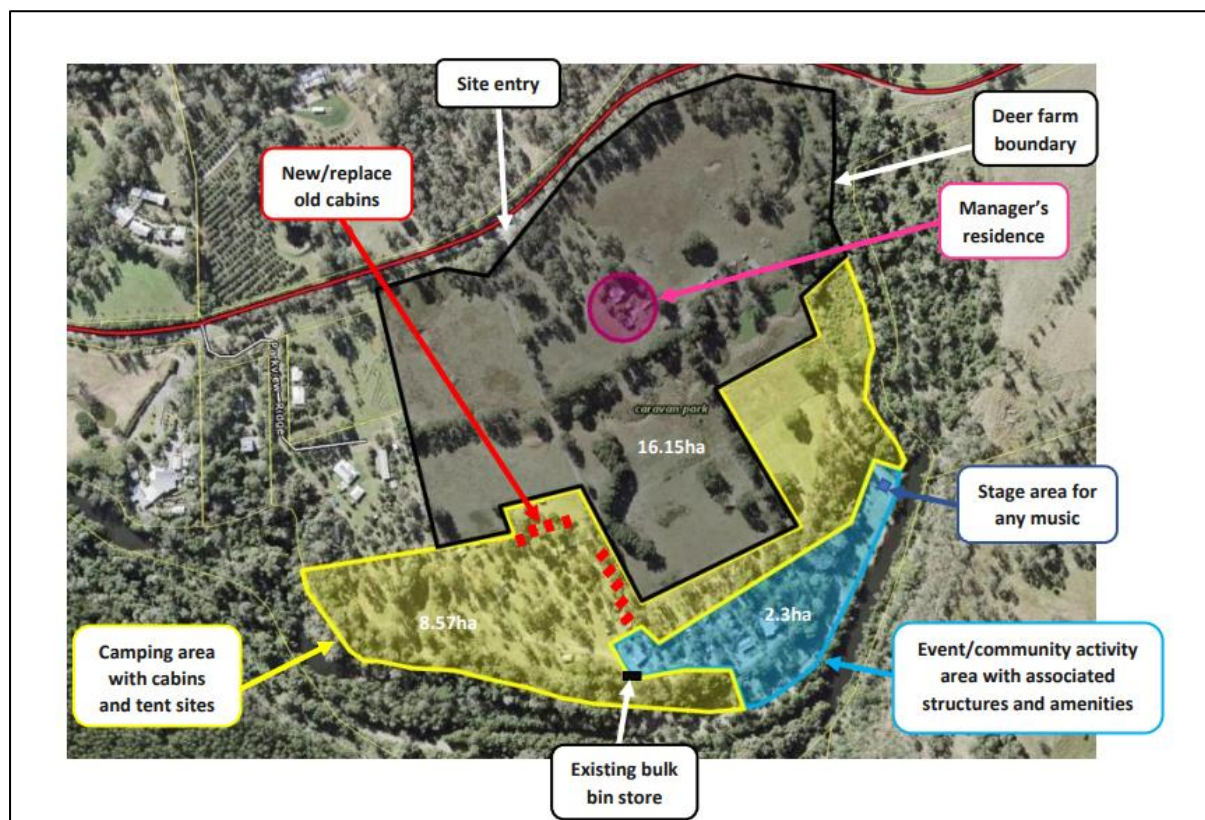 Site entry
Deer farm
boundary
New/replace
old cabins
Manager's
residence
Parkview Ridge
caravan park
16.15ha
Stage area for
any music
8.57ha
2.3ha
Camping area
with cabins
and tent sites
Event/community activity
area with associated
structures and amenities
Existing bulk
bin store